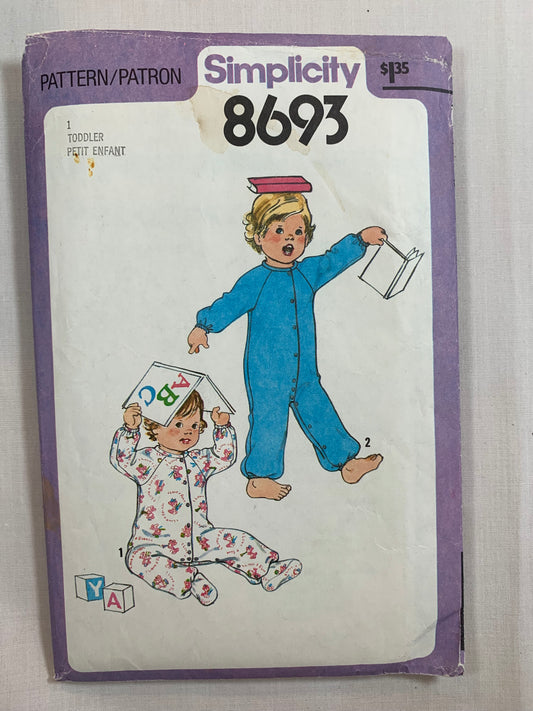 PATTERN/PATRON
Simplicity
$1.35
8693
1
TODDLER
PETIT ENFANT
ABC
2
1
Y
A